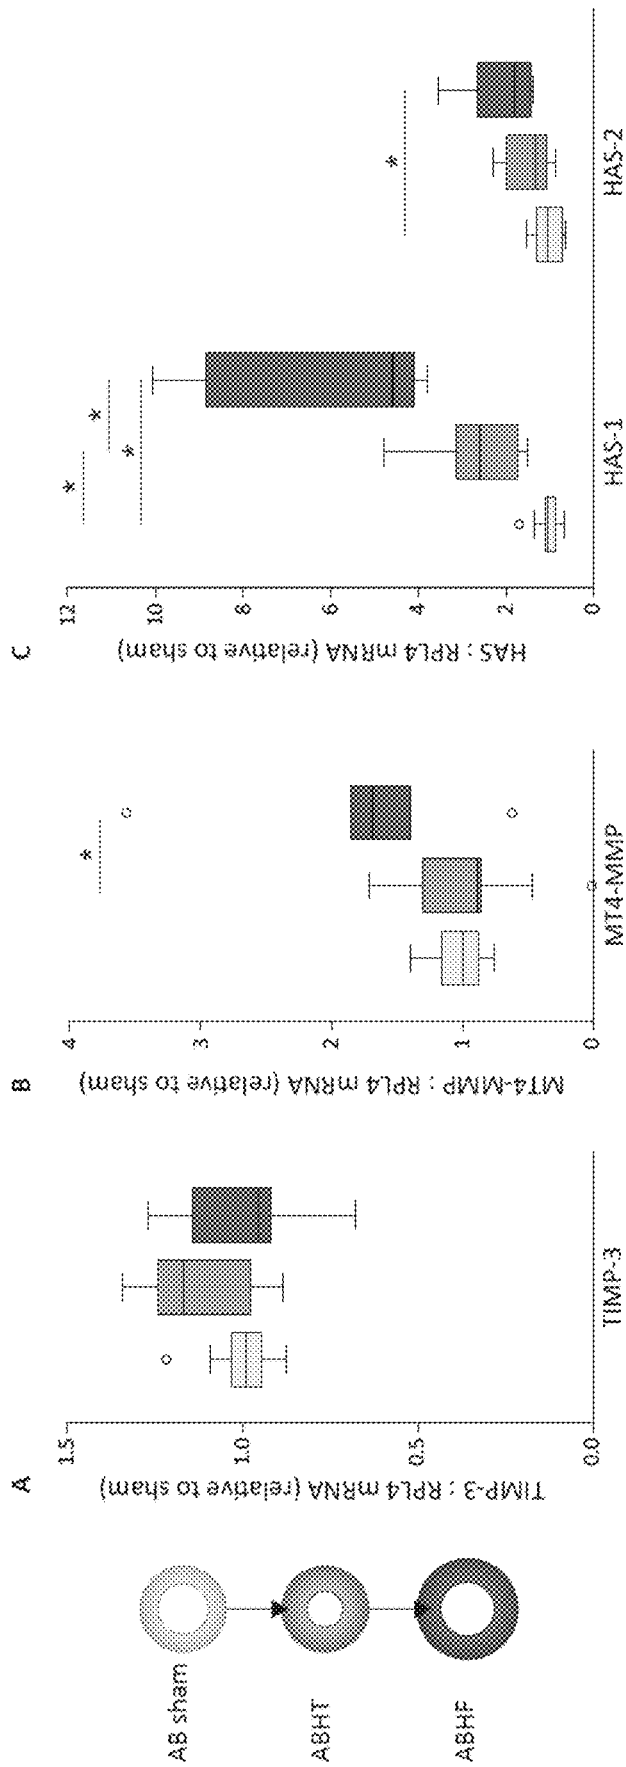 AB sham
ABHT
ABHF
A
TIMP-3 : RPL4 mRNA (relative to sham)
1.5
1.0
0.5
0.0
TIMP-3
B
MT4-MMP : RPL4 mRNA (relative to sham)
4
3
2
1
0
*
MT4-MMP
C
HAS : RPL4 mRNA (relative to sham)
12
10
8
6
4
2
0
*
*
*
*
HAS-1
HAS-2